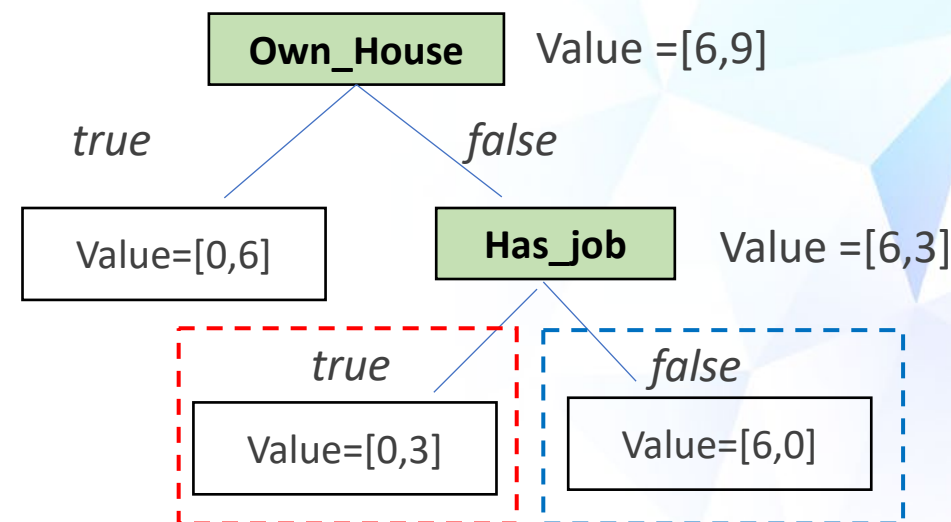 Own_House
Value =[6,9]
true
false
Value=[0,6]
Has_job
Value =[6,3]
true
false
Value=[0,3]
Value=[6,0]